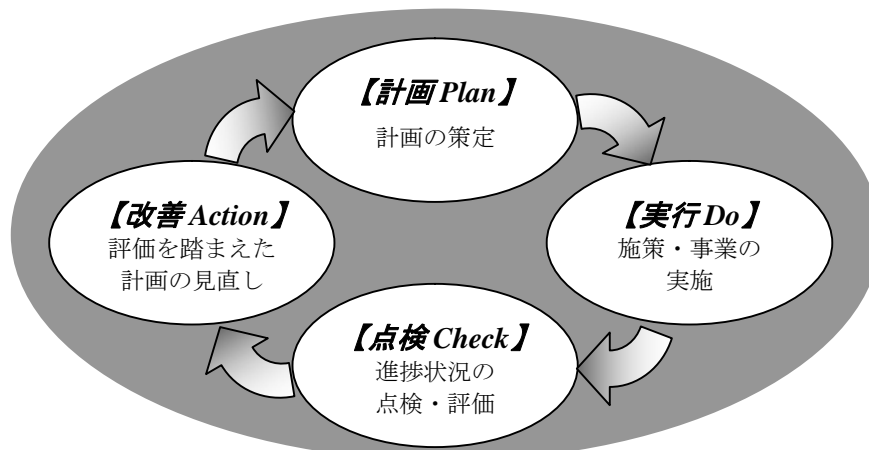 【計画 Plan】
計画の策定
【実行 Do】
施策・事業の
実施
【点検 Check】
進捗状況の
点検・評価
【改善 Action】
評価を踏まえた
計画の見直し